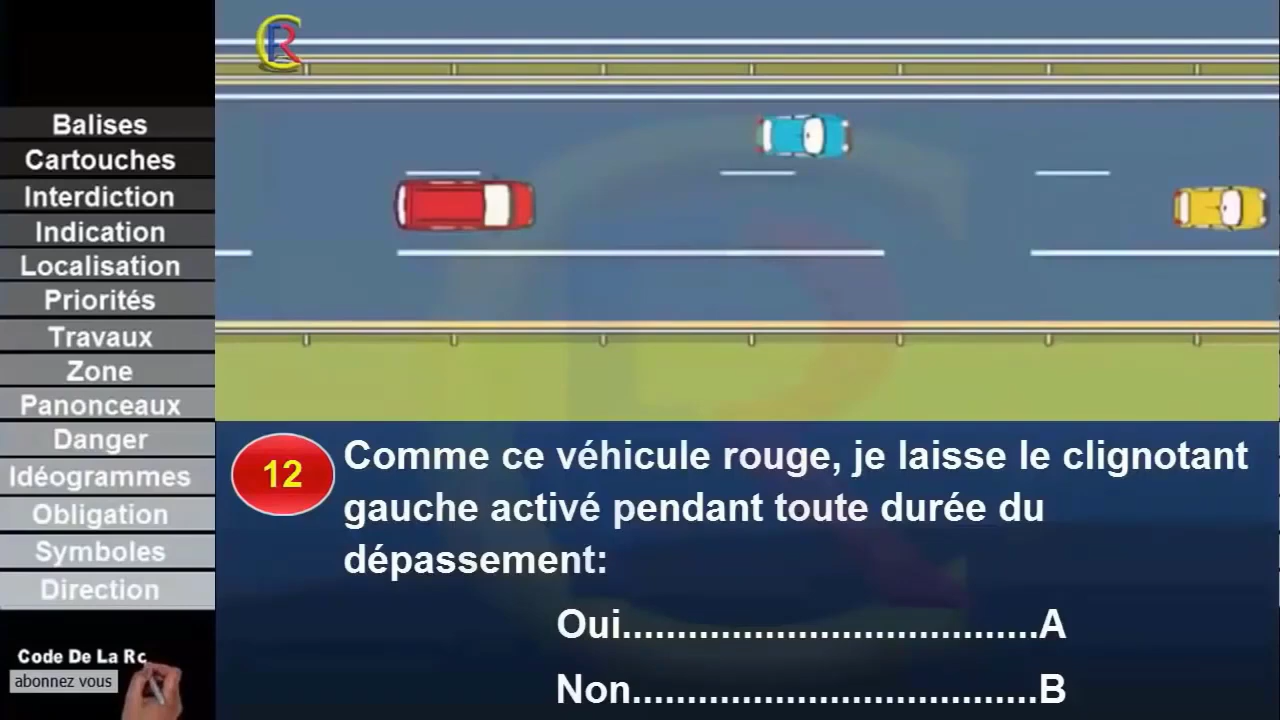 Balises
Cartouches
Interdiction
Indication
Localisation
Priorités
Travaux
Zone
Panonceaux
Danger
Idéogrammes
Obligation
Symboles
Direction
Code De La Ro
abonnez vous
12
Comme ce véhicule rouge, je laisse le clignotant
gauche activé pendant toute durée du
dépassement:
Oui......................................A
Non.....................................B